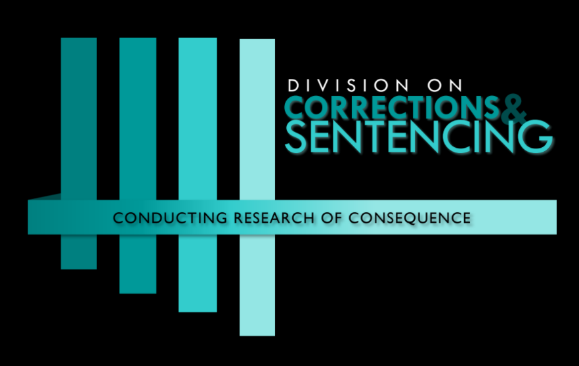 DIVISION ON
CORRECTIONS&
SENTENCING
CONDUCTING RESEARCH OF CONSEQUENCE